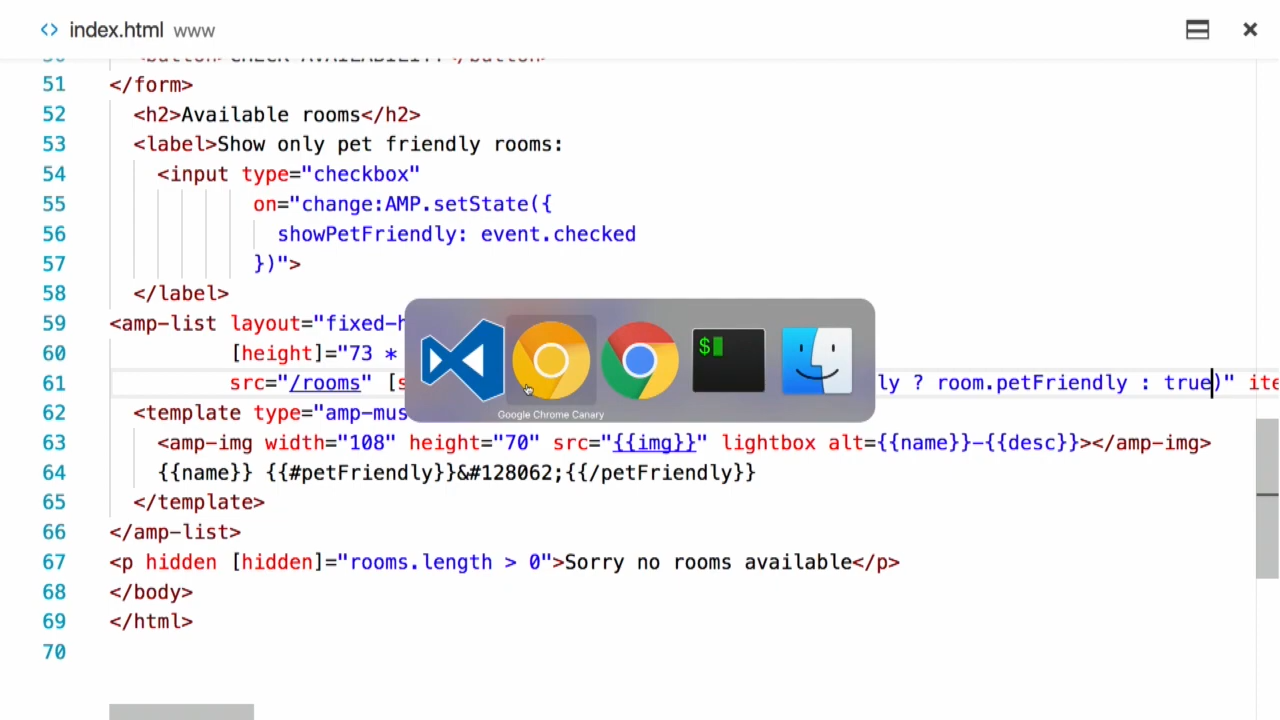 index.html www
50 <button>CHECK AVAILABILITY</button>
51 </form>
52 <h2>Available rooms</h2>
53 <label>Show only pet friendly rooms:
54 <input type="checkbox"
55 on="change:AMP.setState({
56 showPetFriendly: event.checked
57 })">
58 </label>
59 <amp-list layout="fixed-h
60 [height]="73 *
61 src="/rooms" [s ly ? room.petFriendly : true)" ite
62 <template type="amp-mus
63 <amp-img width="108" height="70" src="{{img}}" lightbox alt={{name}}-{{desc}}></amp-img>
64 {{name}} {{#petFriendly}}&#128062;{{/petFriendly}}
65 </template>
66 </amp-list>
67 <p hidden [hidden]="rooms.length > 0">Sorry no rooms available</p>
68 </body>
69 </html>
70
$
Google Chrome Canary